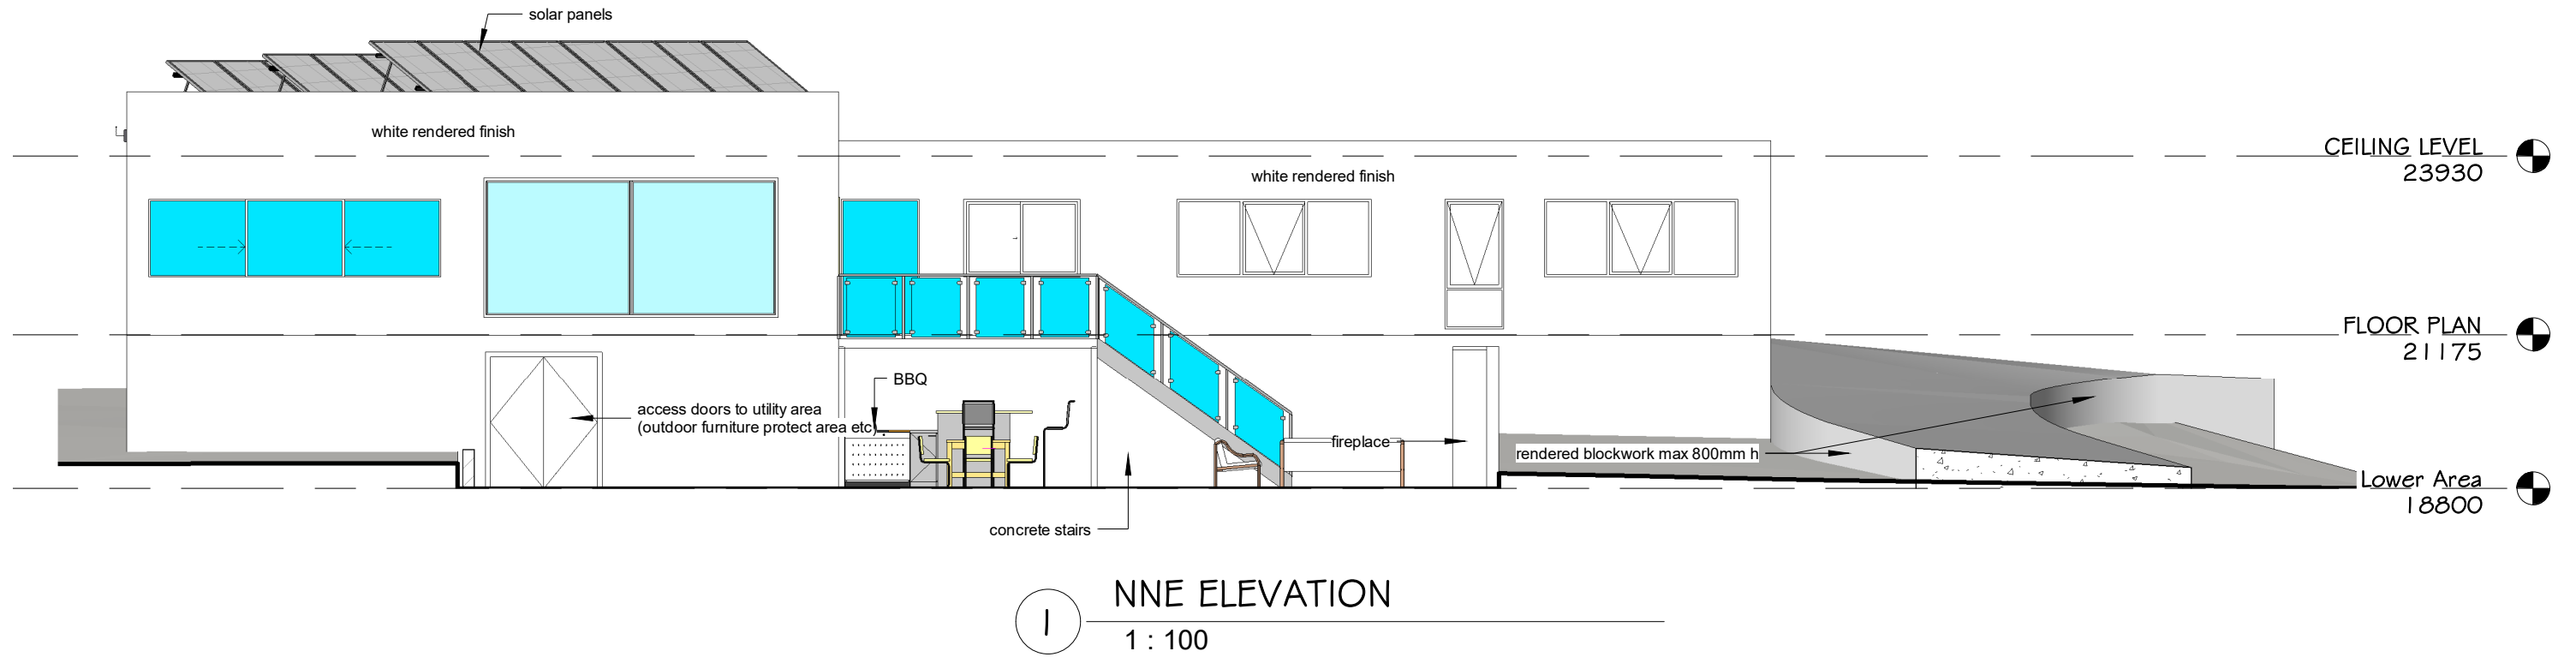 solar panels
white rendered finish
CEILING LEVEL
23930
white rendered finish
FLOOR PLAN
21175
BBQ
access doors to utility area
(outdoor furniture protect area etc)
fireplace
rendered blockwork max 800mm h
Lower Area
18800
concrete stairs
NNE ELEVATION
1
1 : 100